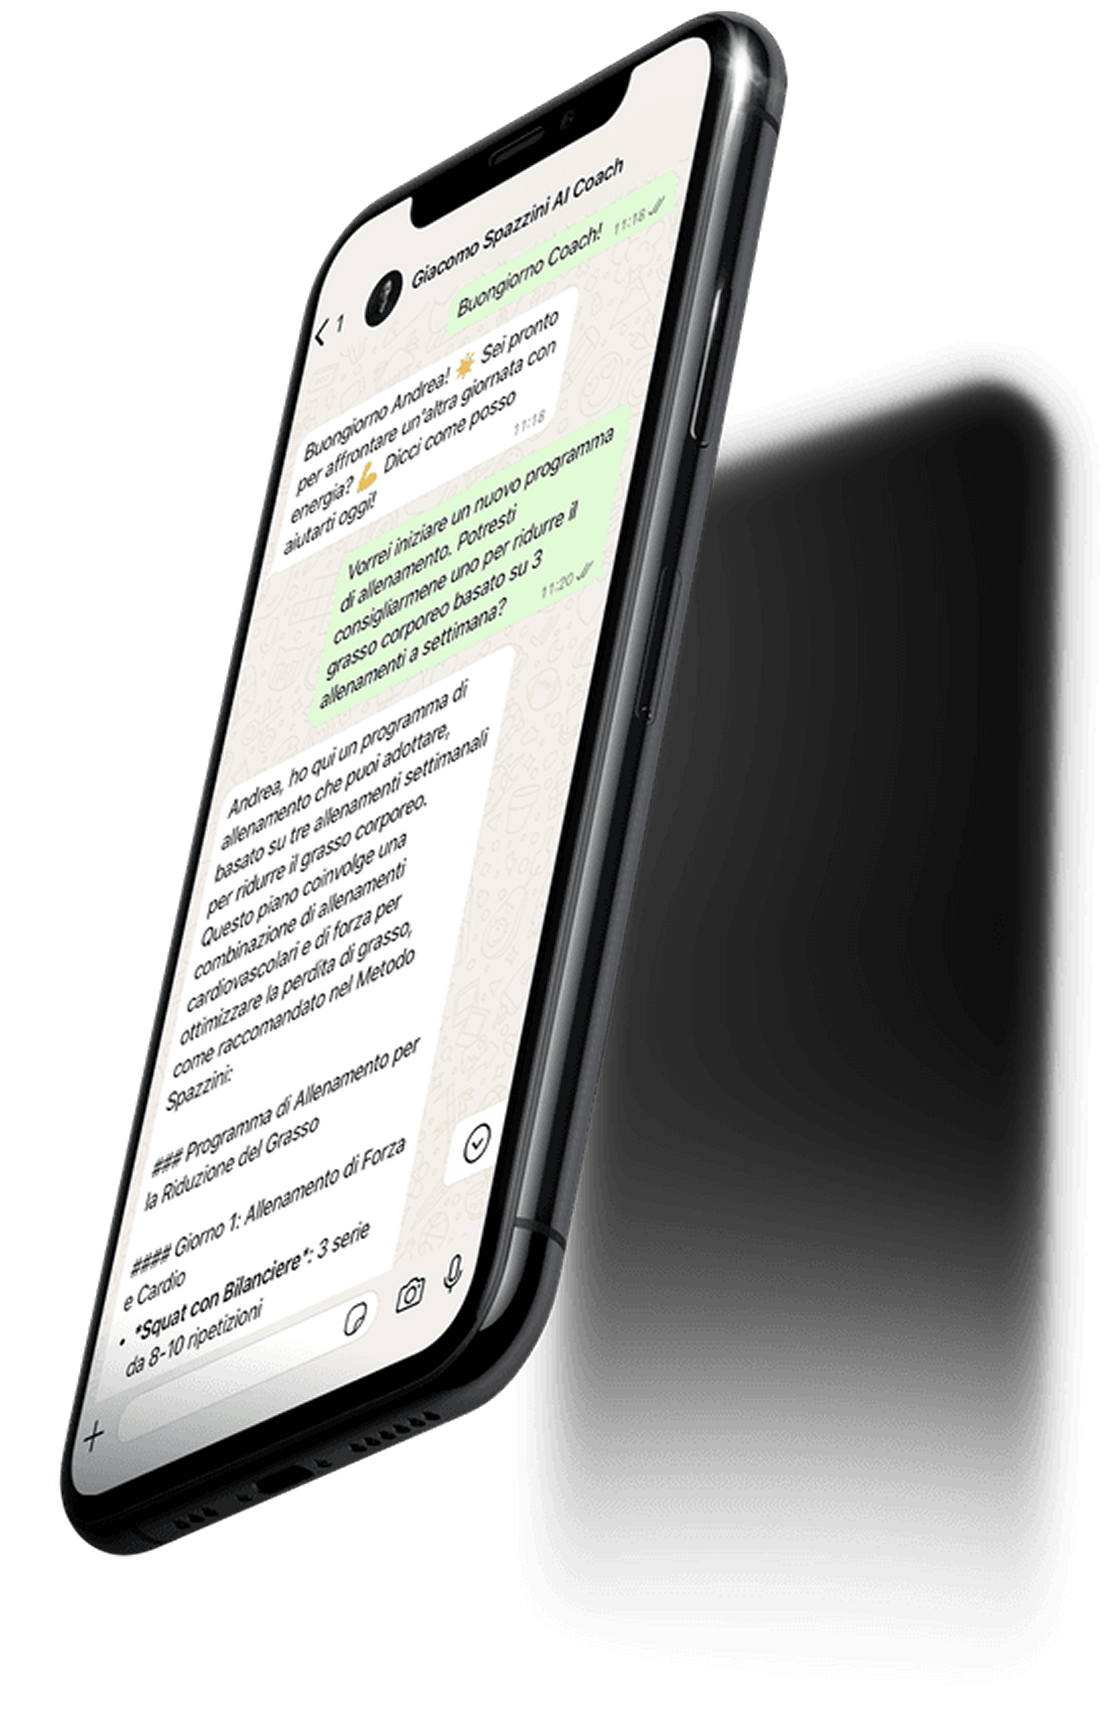 1
Giacomo Spazzini AI Coach
Buongiorno Coach! 11:18
Buongiorno Andrea! 🌟 Sei pronto
per affrontare un'altra giornata con
energia? 💪 Dicci come posso
aiutarti oggi!
11:18
Vorrei iniziare un nuovo programma
di allenamento. Potresti
consigliarmene uno per ridurre il
grasso corporeo basato su 3
allenamenti a settimana?
11:20
Andrea, ho qui un programma di
allenamento che puoi adottare,
basato su tre allenamenti settimanali
per ridurre il grasso corporeo.
Questo piano coinvolge una
combinazione di allenamenti
cardiovascolari e di forza per
ottimizzare la perdita di grasso,
come raccomandato nel Metodo
Spazzini:
### Programma di Allenamento per
la Riduzione del Grasso
#### Giorno 1: Allenamento di Forza
e Cardio
• *Squat con Bilanciere*: 3 serie
da 8-10 ripetizioni